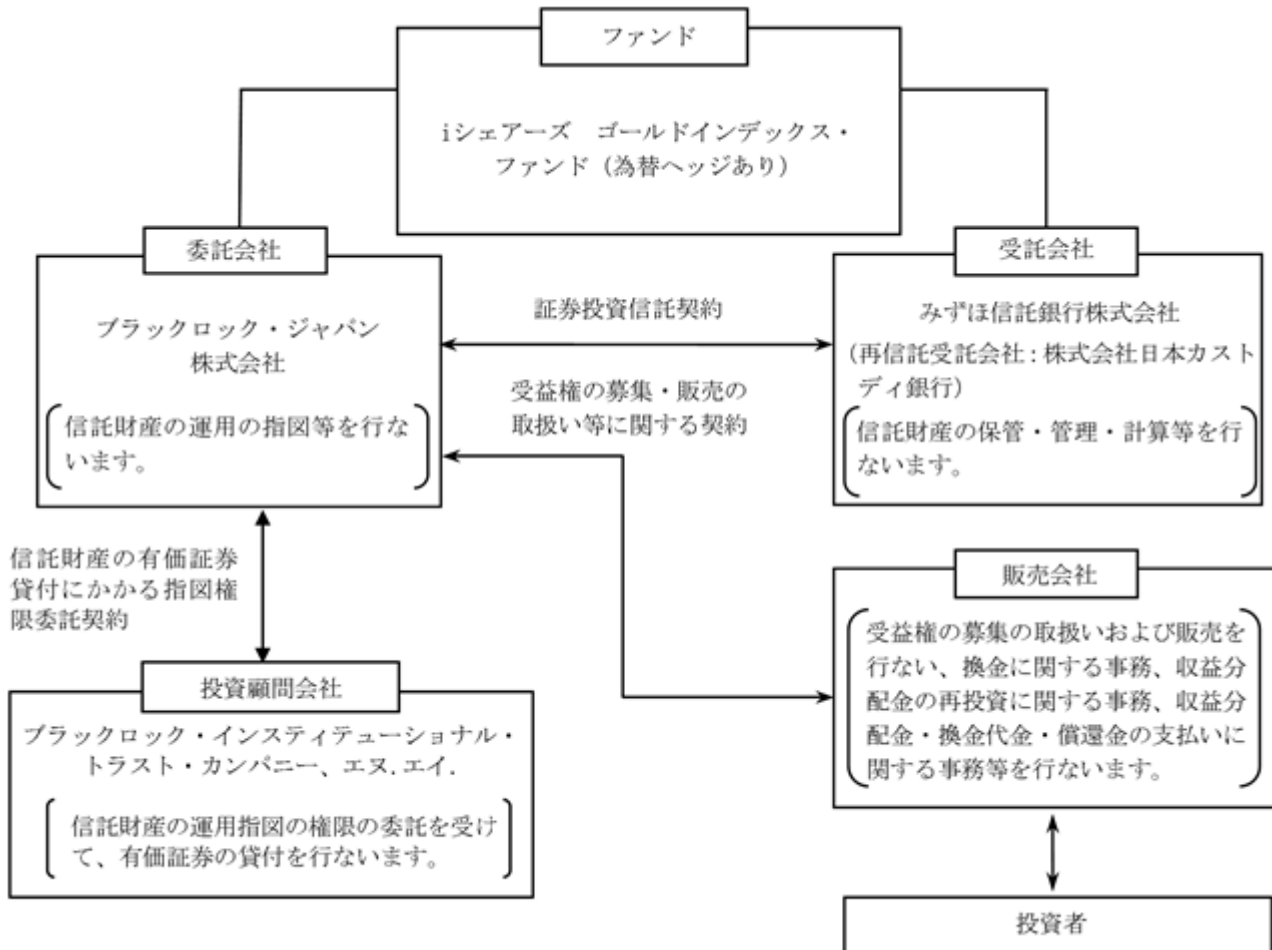 ファンド
iシェアーズ　ゴールドインデックス・
ファンド（為替ヘッジあり）
委託会社
ブラックロック・ジャパン
株式会社
信託財産の運用の指図等を行な
います。
証券投資信託契約
受益権の募集・販売の
取扱い等に関する契約
受託会社
みずほ信託銀行株式会社
（再信託受託会社：株式会社日本カスト
ディ銀行）
信託財産の保管・管理・計算等を行
ないます。
信託財産の有価証券
貸付にかかる指図権
限委託契約
投資顧問会社
ブラックロック・インスティテューショナル・
トラスト・カンパニー、エヌ.エイ.
信託財産の運用指図の権限の委託を受け
て、有価証券の貸付を行ないます。
販売会社
受益権の募集の取扱いおよび販売を
行ない、換金に関する事務、収益分
配金の再投資に関する事務、収益分
配金・換金代金・償還金の支払いに
関する事務等を行ないます。
投資者